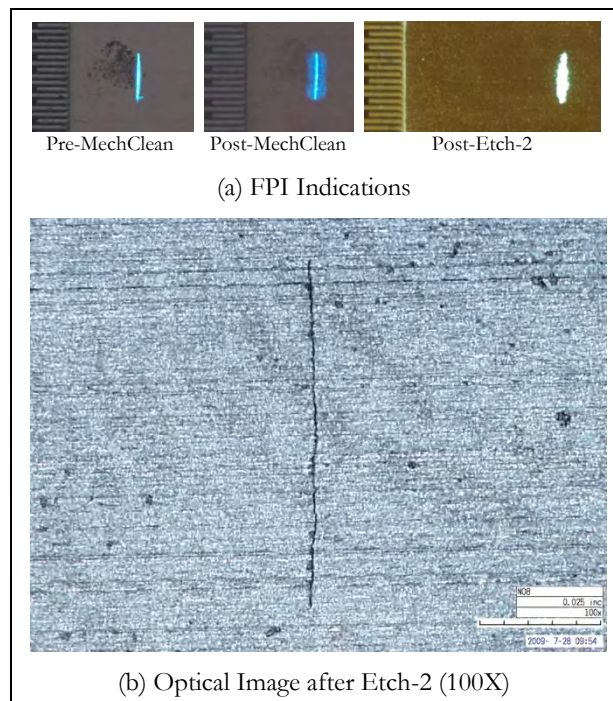 Pre-MechClean
Post-MechClean
Post-Etch-2
(a) FPI Indications
NOB
0.025 inc
100x
2009- 7-28 09:54
(b) Optical Image after Etch-2 (100X)